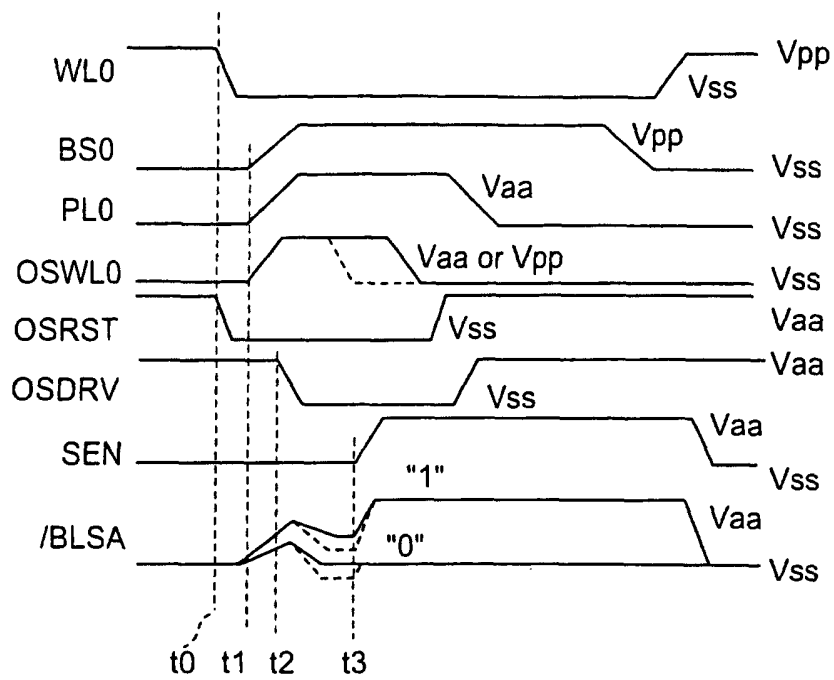 WL0 Vpp
Vss
BS0 Vpp
Vss
PL0 Vaa
Vss
OSWL0 Vaa or Vpp Vss
OSRST Vss Vaa
OSDRV Vss Vaa
SEN Vaa
Vss
"1"
/BLSA "0" Vaa
Vss
t0 t1 t2 t3